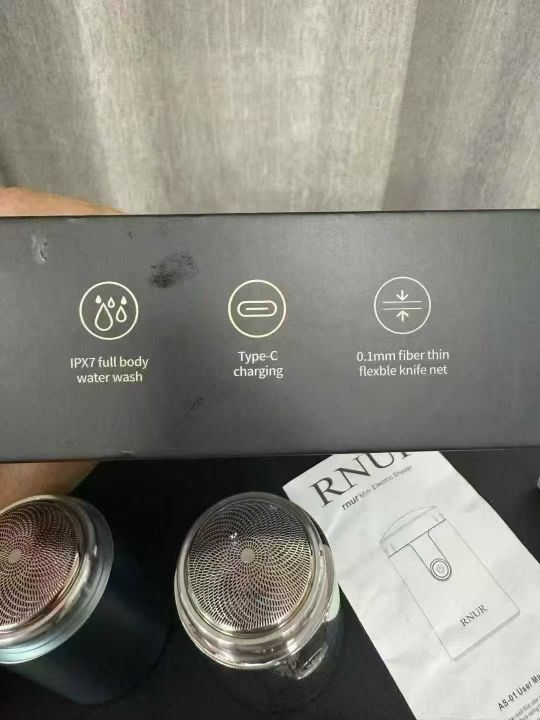 IPX7 full body
water wash
Type-C
charging
0.1mm fiber thin
flexble knife net
RNUR
rnur Mini Electric Shaver
RNUR
AS-01 User